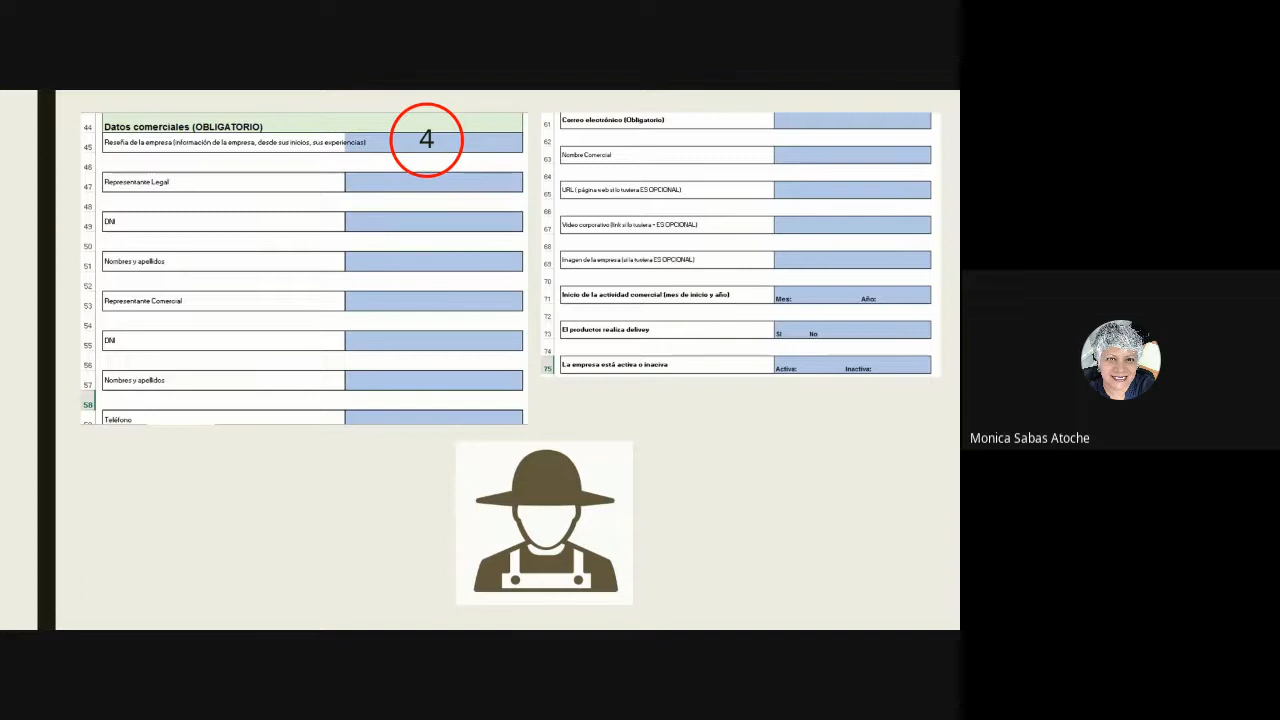 44 Datos comerciales (OBLIGATORIO)
4
45 Reseña de la empresa (información de la empresa, desde sus inicios, sus experiencias)
46
47 Representante Legal
48
49 DNI
50
51 Nombres y apellidos
52
53 Representante Comercial
54
55 DNI
56
57 Nombres y apellidos
58
Teléfono
61 Correo electrónico (Obligatorio)
62
63 Nombre Comercial
64
65 URL ( página web si lo tuviera ES OPCIONAL)
66
67 Video corporativo (link si lo tuviera - ES OPCIONAL)
68
69 Imagen de la empresa (si la tuviera ES OPCIONAL)
70
71 Inicio de la actividad comercial (mes de inicio y año) Mes: Año:
72
73 El productor realiza delivey Si No
74
75 La empresa está activa o inaciva Activa: Inactiva:
Monica Sabas Atoche